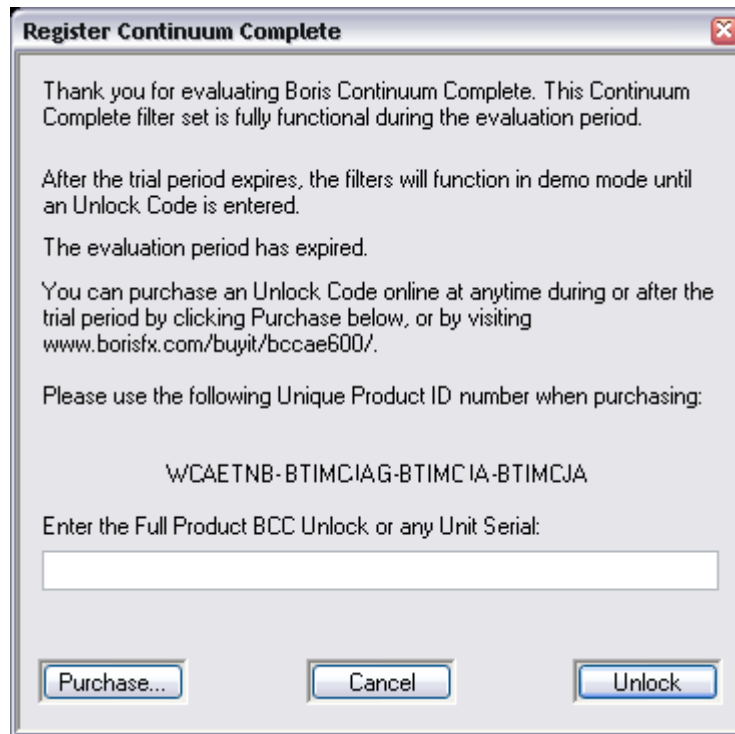 Register Continuum Complete
Thank you for evaluating Boris Continuum Complete. This Continuum
Complete filter set is fully functional during the evaluation period.
After the trial period expires, the filters will function in demo mode until
an Unlock Code is entered.
The evaluation period has expired.
You can purchase an Unlock Code online at anytime during or after the
trial period by clicking Purchase below, or by visiting
www.borisfx.com/buyit/bccae600/.
Please use the following Unique Product ID number when purchasing:
Enter the Full Product BCC Unlock or any Unit Serial:
Purchase...
Cancel
Unlock